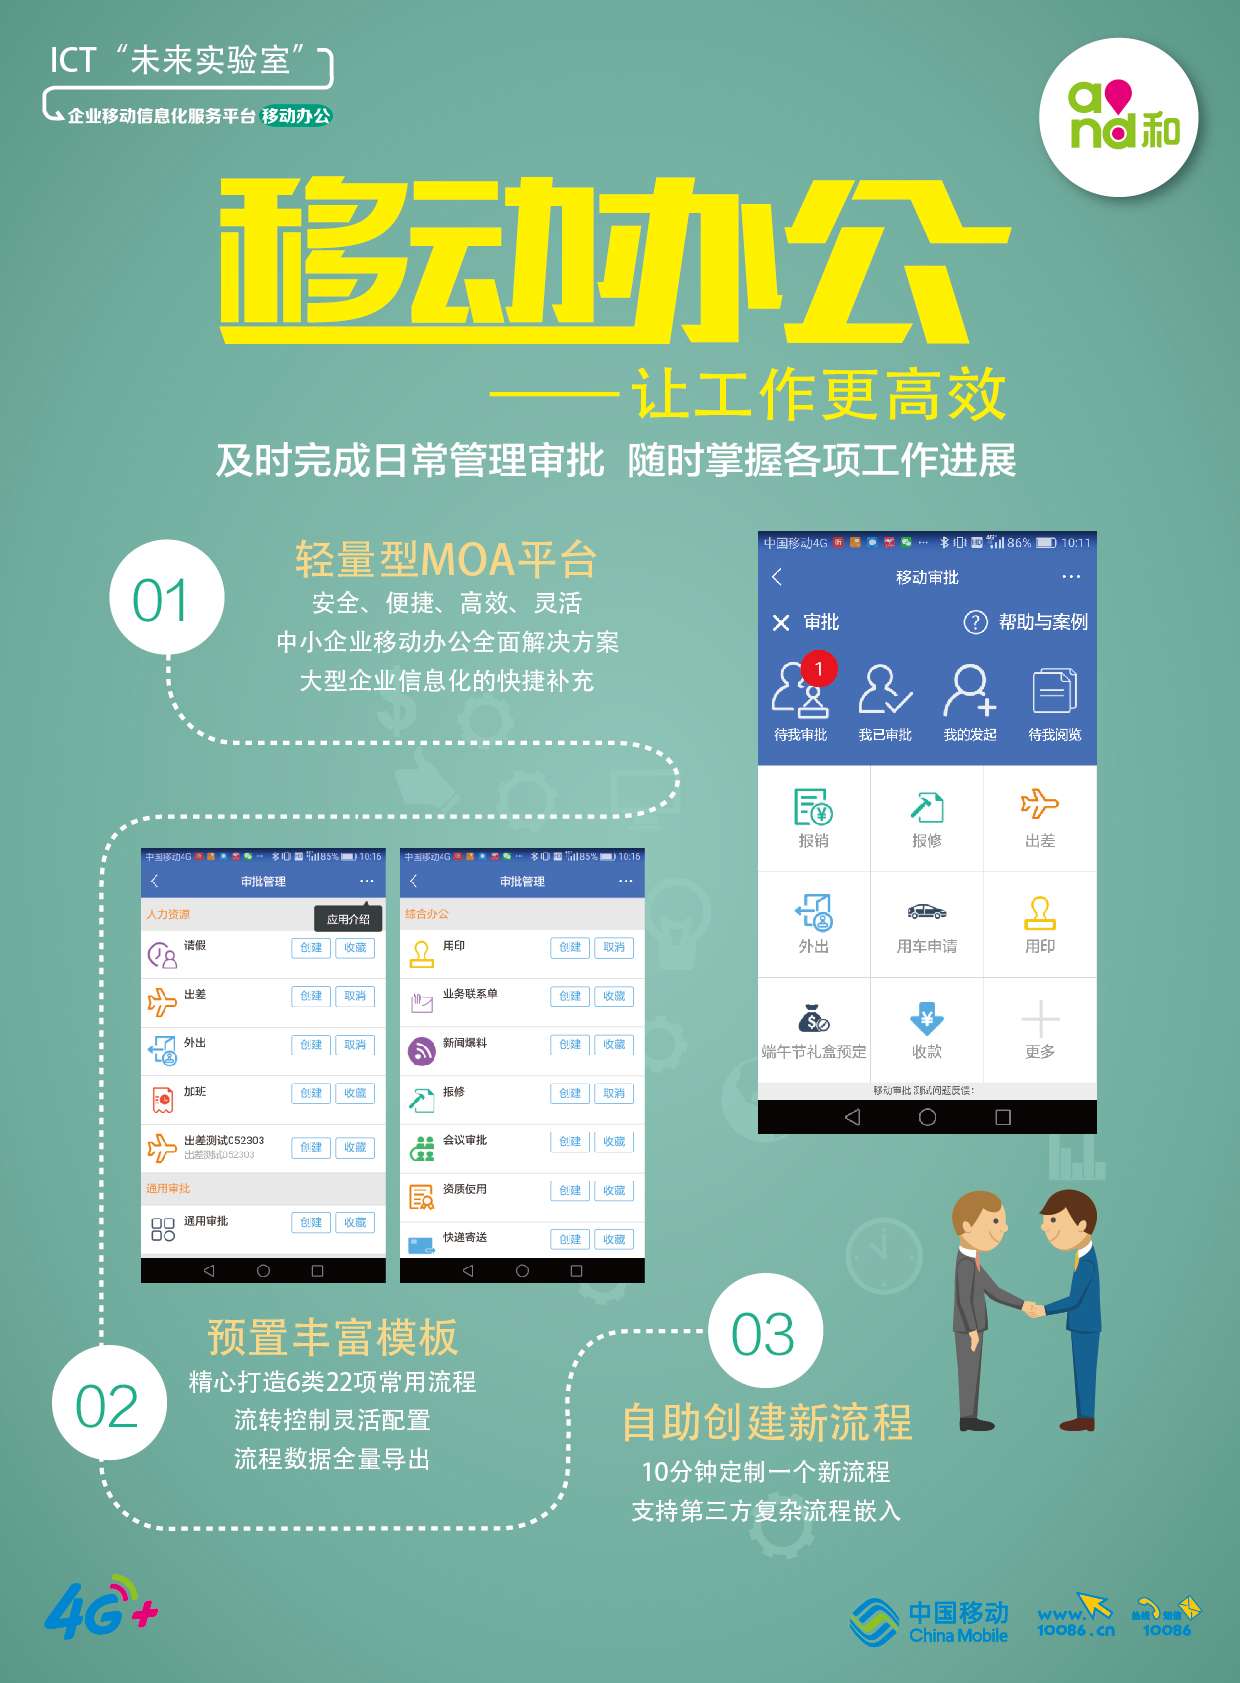 ICT “未来实验室”
企业移动信息化服务平台 移动办公
and和
移动办公
——让工作更高效
及时完成日常管理审批 随时掌握各项工作进展
01
轻量型MOA平台
安全、便捷、高效、灵活
中小企业移动办公全面解决方案
大型企业信息化的快捷补充
中国移动4G 86% 10:11
移动审批
审批 帮助与案例
1
待我审批 我已审批 我的发起 待我阅览
报销 报修 出差
外出 用车申请 用印
端午节礼盒预定 收款 更多
移动审批 测试问题反馈：
中国移动4G 85% 10:16
审批管理
人力资源
应用介绍
请假 创建 收藏
出差 创建 取消
外出 创建 取消
加班 创建 收藏
出差测试052303 创建 收藏
出差测试052303
通用审批
通用审批 创建 收藏
中国移动4G 85% 10:16
审批管理
综合办公
用印 创建 取消
业务联系单 创建 收藏
新闻爆料 创建 收藏
报修 创建 取消
会议审批 创建 收藏
资质使用 创建 收藏
快递寄送 创建 收藏
02
预置丰富模板
精心打造6类22项常用流程
流转控制灵活配置
流程数据全量导出
03
自助创建新流程
10分钟定制一个新流程
支持第三方复杂流程嵌入
4G+
中国移动
China Mobile
www.
10086.cn
热线 短信
10086